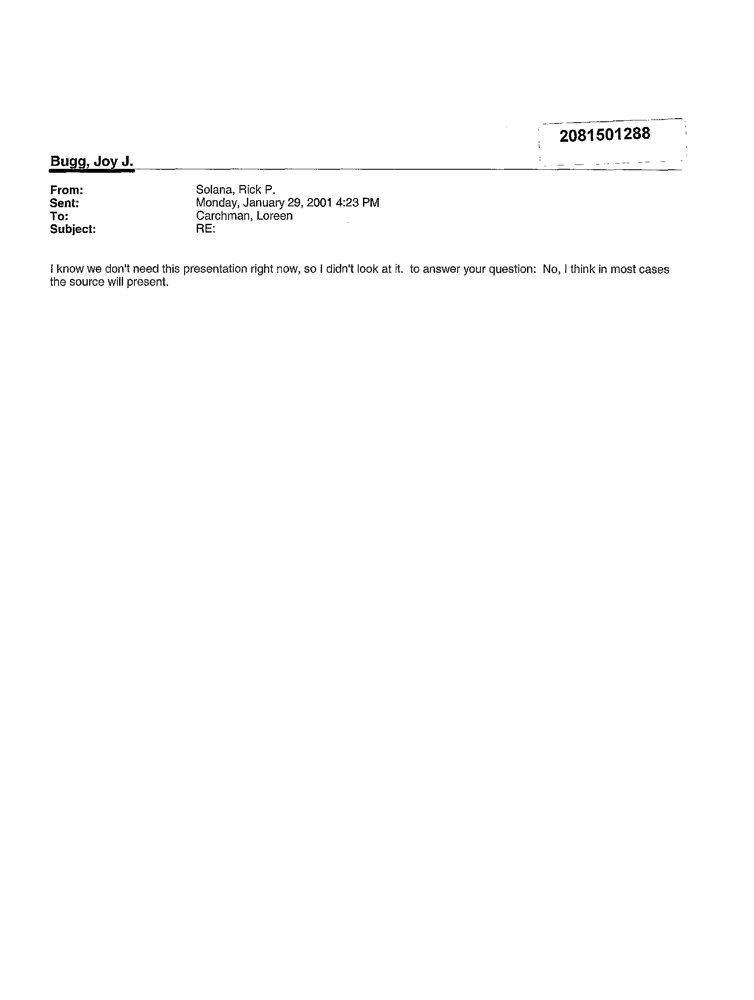 2081501288
Bugg, Joy J.
From: Solana, Rick P.
Sent: Monday, January 29, 2001 4:23 PM
To: Carchman, Loreen
Subject: RE:
I know we don't need this presentation right now, so I didn't look at it. to answer your question: No, I think in most cases
the source will present.